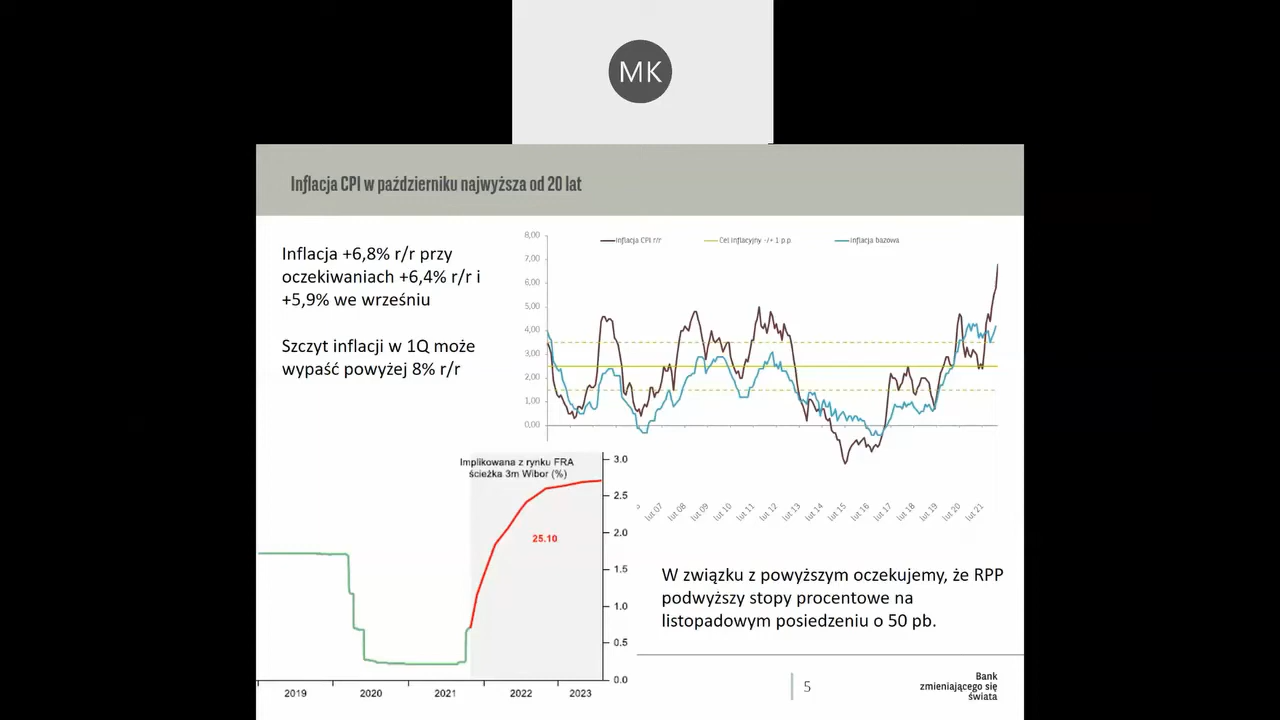 MK
Inflacja CPI w październiku najwyższa od 20 lat
Inflacja +6,8% r/r przy
oczekiwaniach +6,4% r/r i
+5,9% we wrześniu
Szczyt inflacji w 1Q może
wypaść powyżej 8% r/r
Inflacja CPI r/r
Cel inflacyjny -/+ 1 p.p.
Inflacja bazowa
8,00
7,00
6,00
5,00
4,00
3,00
2,00
1,00
0,00
lut 07
lut 08
lut 09
lut 10
lut 11
lut 12
lut 13
lut 14
lut 15
lut 16
lut 17
lut 18
lut 19
lut 20
lut 21
Implikowana z rynku FRA
ścieżka 3m Wibor (%)
25.10
3.0
2.5
2.0
1.5
1.0
0.5
0.0
2019
2020
2021
2022
2023
W związku z powyższym oczekujemy, że RPP
podwyższy stopy procentowe na
listopadowym posiedzeniu o 50 pb.
5
Bank
zmieniającego się
świata